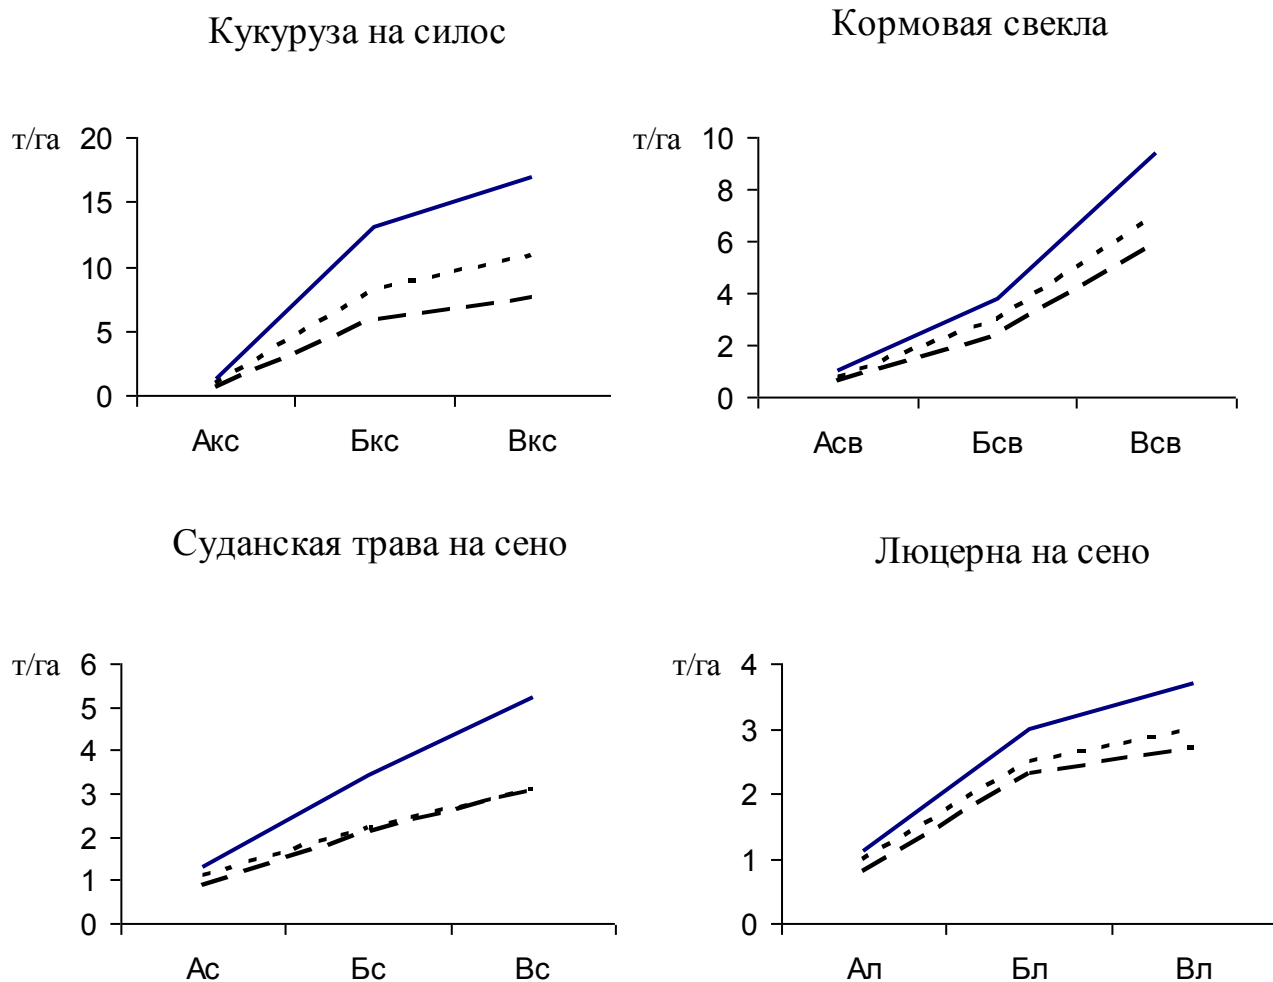 Кукуруза на силос
т/га
20
15
10
5
0
Акс Бкс Вкс
Кормовая свекла
т/га
10
8
6
4
2
0
Асв Бсв Всв
Суданская трава на сено
т/га
6
5
4
3
2
1
0
Ас Бс Вс
Люцерна на сено
т/га
4
3
2
1
0
Ал Бл Вл